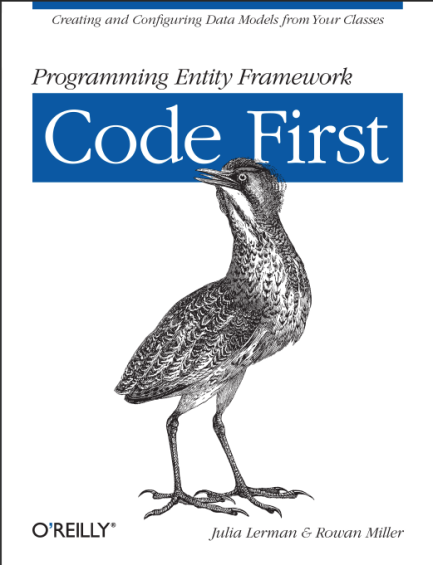 Creating and Configuring Data Models from Your Classes
Programming Entity Framework
Code First
O'REILLY®
Julia Lerman & Rowan Miller